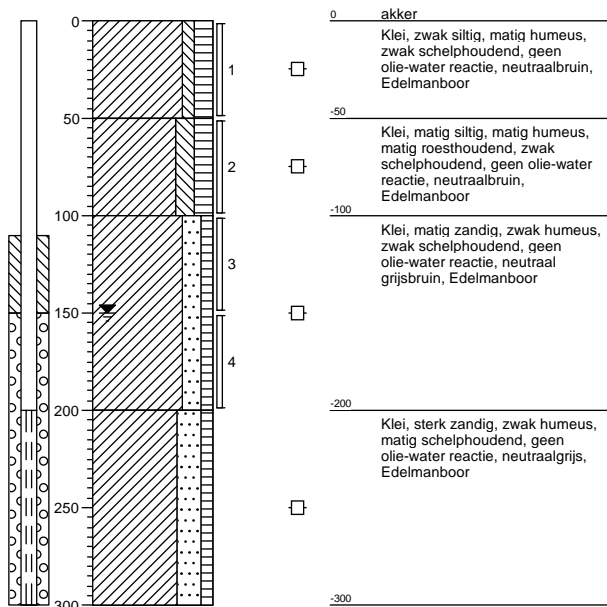 0
50
100
150
200
250
300
1
2
3
4
0 akker
Klei, zwak siltig, matig humeus,
zwak schelphoudend, geen
olie-water reactie, neutraalbruin,
Edelmanboor
-50
Klei, matig siltig, matig humeus,
matig roesthoudend, zwak
schelphoudend, geen olie-water
reactie, neutraalbruin,
Edelmanboor
-100
Klei, matig zandig, zwak humeus,
zwak schelphoudend, geen
olie-water reactie, neutraal
grijsbruin, Edelmanboor
-200
Klei, sterk zandig, zwak humeus,
matig schelphoudend, geen
olie-water reactie, neutraalgrijs,
Edelmanboor
-300